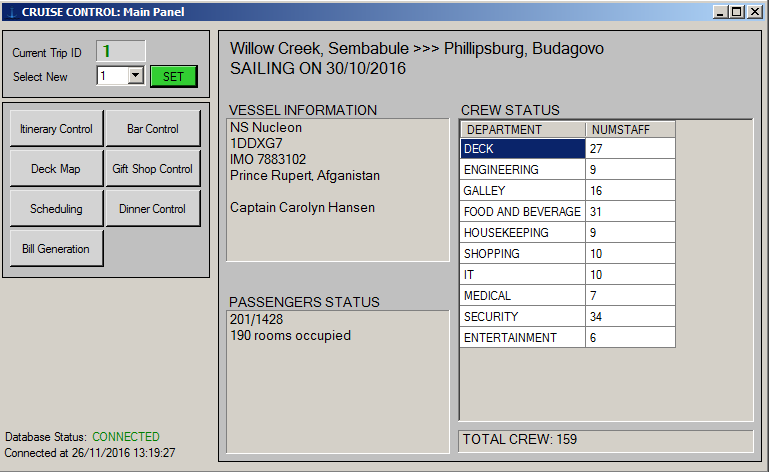 CRUISE CONTROL: Main Panel
Current Trip ID 1
Select New 1 SET
Itinerary Control Bar Control
Deck Map Gift Shop Control
Scheduling Dinner Control
Bill Generation
Database Status: CONNECTED
Connected at 26/11/2016 13:19:27
Willow Creek, Sembabule >>> Phillipsburg, Budagovo
SAILING ON 30/10/2016
VESSEL INFORMATION
NS Nucleon
1DDXG7
IMO 7883102
Prince Rupert, Afganistan
Captain Carolyn Hansen
PASSENGERS STATUS
201/1428
190 rooms occupied
CREW STATUS
DEPARTMENT NUMSTAFF
DECK 27
ENGINEERING 9
GALLEY 16
FOOD AND BEVERAGE 31
HOUSEKEEPING 9
SHOPPING 10
IT 10
MEDICAL 7
SECURITY 34
ENTERTAINMENT 6
TOTAL CREW: 159